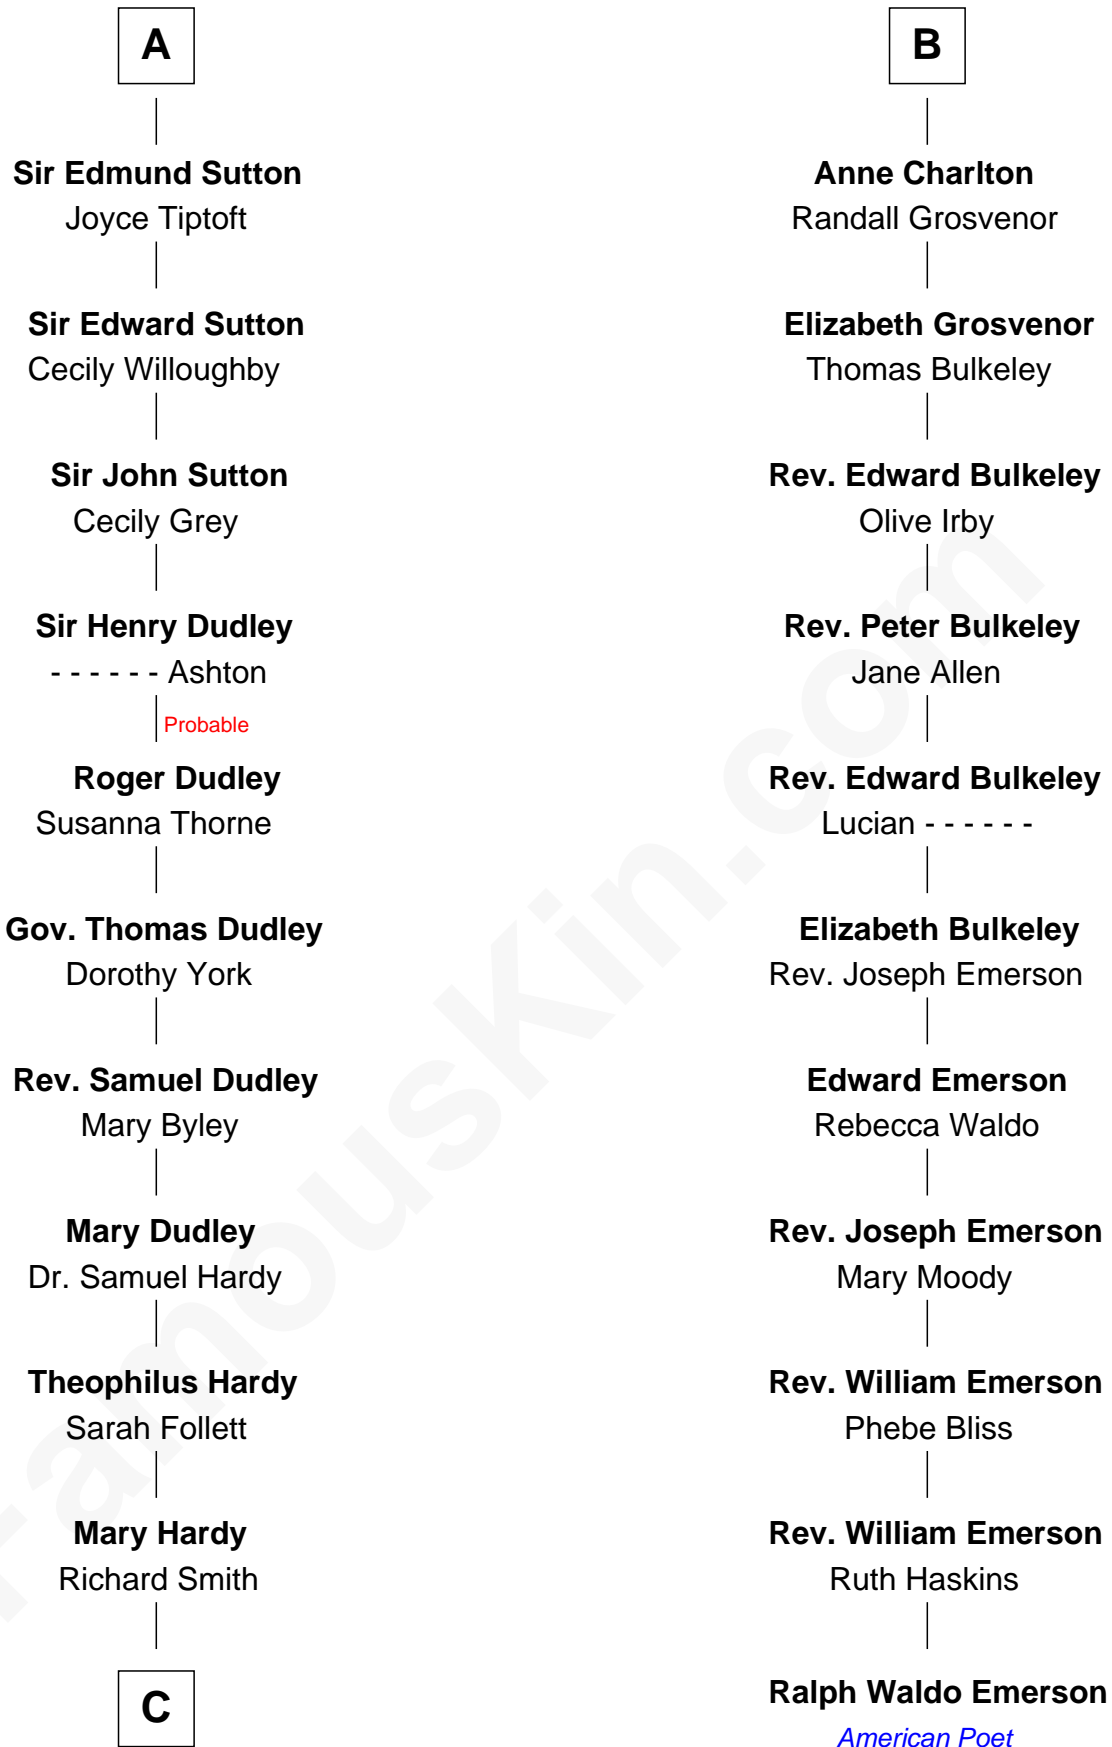 A
Sir Edmund Sutton
Joyce Tiptoft
Sir Edward Sutton
Cecily Willoughby
Sir John Sutton
Cecily Grey
Sir Henry Dudley
- - - - - - Ashton
Probable
Roger Dudley
Susanna Thorne
Gov. Thomas Dudley
Dorothy York
Rev. Samuel Dudley
Mary Byley
Mary Dudley
Dr. Samuel Hardy
Theophilus Hardy
Sarah Follett
Mary Hardy
Richard Smith
C
B
Anne Charlton
Randall Grosvenor
Elizabeth Grosvenor
Thomas Bulkeley
Rev. Edward Bulkeley
Olive Irby
Rev. Peter Bulkeley
Jane Allen
Rev. Edward Bulkeley
Lucian - - - - - -
Elizabeth Bulkeley
Rev. Joseph Emerson
Edward Emerson
Rebecca Waldo
Rev. Joseph Emerson
Mary Moody
Rev. William Emerson
Phebe Bliss
Rev. William Emerson
Ruth Haskins
Ralph Waldo Emerson
American Poet
FamousKin.com